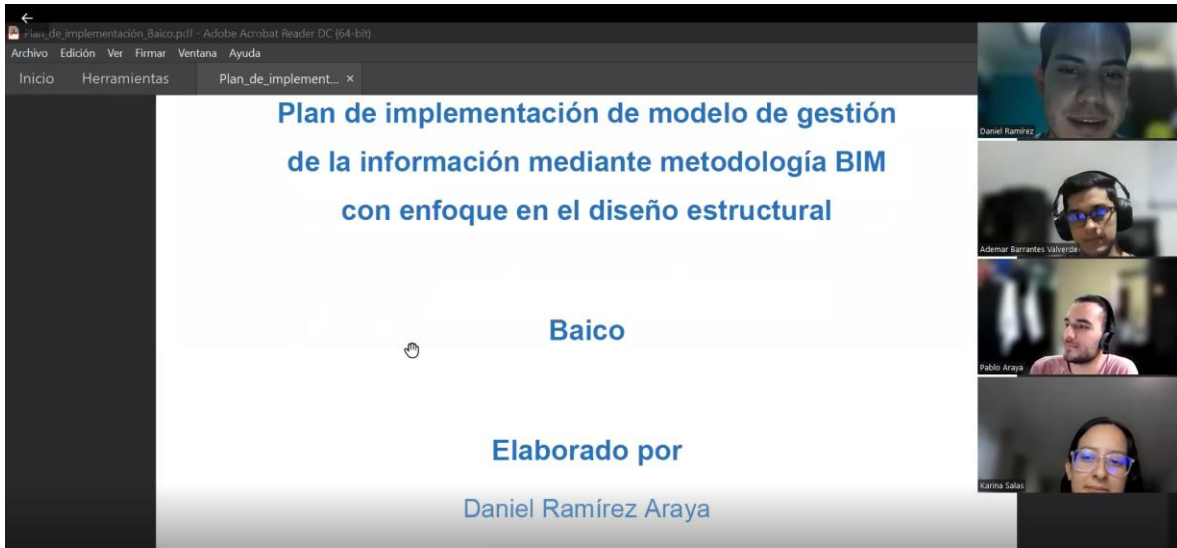 Plan_de_implementación_Baico.pdf - Adobe Acrobat Reader DC (64-bit)
Archivo Edición Ver Firmar Ventana Ayuda
Inicio Herramientas Plan_de_implement... ×
Plan de implementación de modelo de gestión
de la información mediante metodología BIM
con enfoque en el diseño estructural
Baico
Elaborado por
Daniel Ramírez Araya
Daniel Ramírez
Ademar Barrantes Valverde
Pablo Araya
Karina Salas